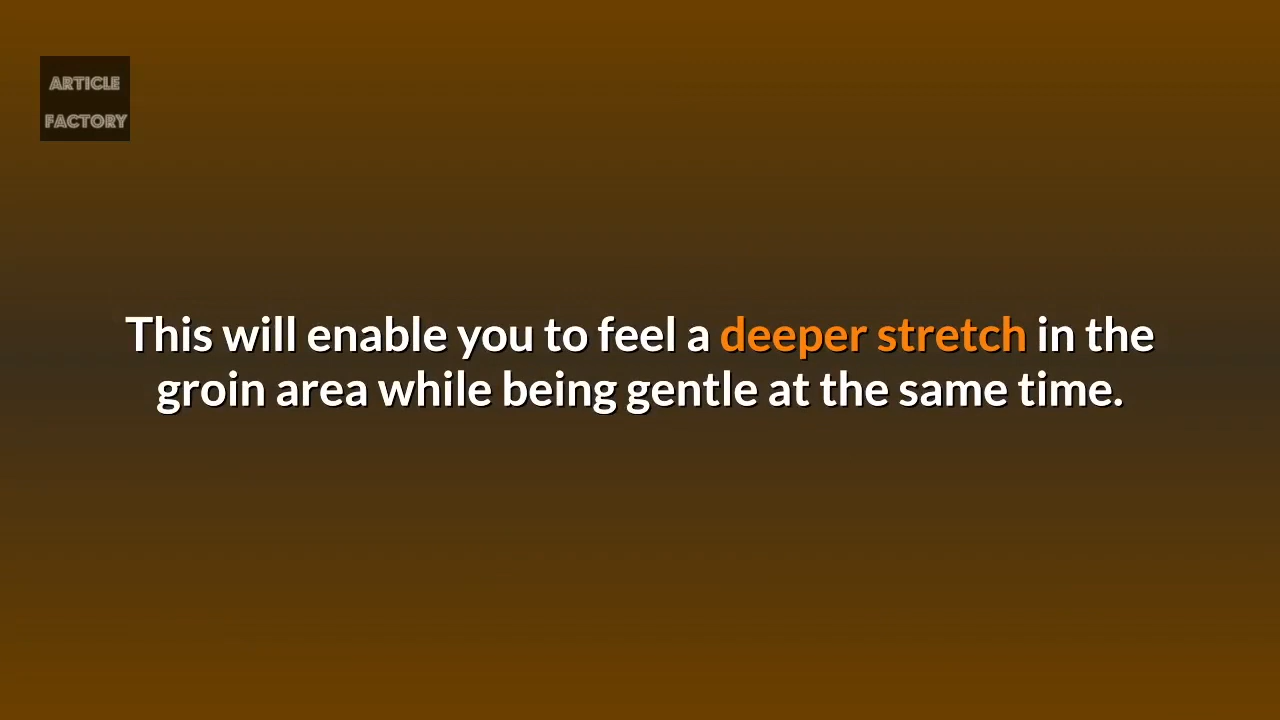 ARTICLE
FACTORY
This will enable you to feel a deeper stretch in the
groin area while being gentle at the same time.